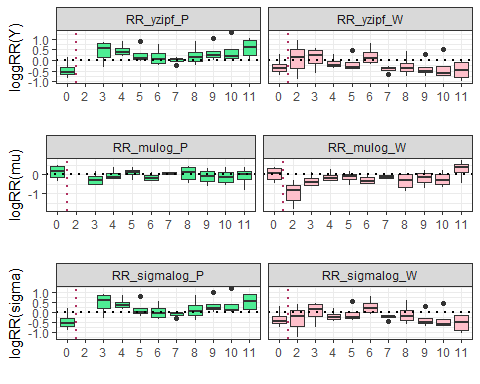 RR_yzipf_P RR_yzipf_W
loggRR(Y)
1.0
0.5
0.0
-0.5
-1.0
0 2 3 4 5 6 7 8 9 10 11 0 2 3 4 5 6 7 8 9 10 11
RR_mulog_P RR_mulog_W
logRR(mu)
0
-1
0 2 3 4 5 6 7 8 9 10 11 0 2 3 4 5 6 7 8 9 10 11
RR_sigmalog_P RR_sigmalog_W
logRR(sigma)
1.0
0.5
0.0
-0.5
-1.0
0 2 3 4 5 6 7 8 9 10 11 0 2 3 4 5 6 7 8 9 10 11